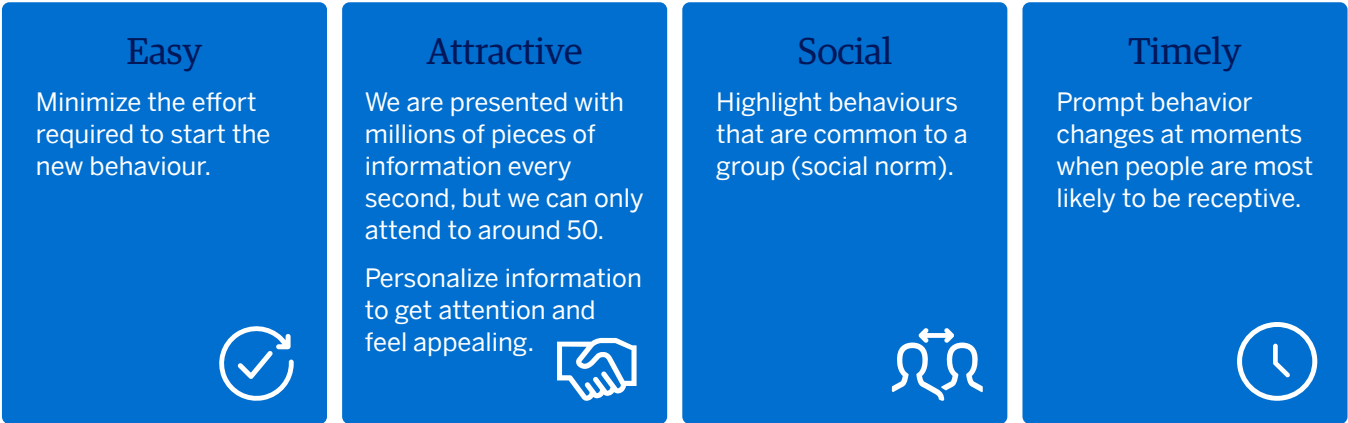 Easy
Minimize the effort
required to start the
new behaviour.
Attractive
We are presented with
millions of pieces of
information every
second, but we can only
attend to around 50.
Personalize information
to get attention and
feel appealing.
Social
Highlight behaviours
that are common to a
group (social norm).
Timely
Prompt behavior
changes at moments
when people are most
likely to be receptive.